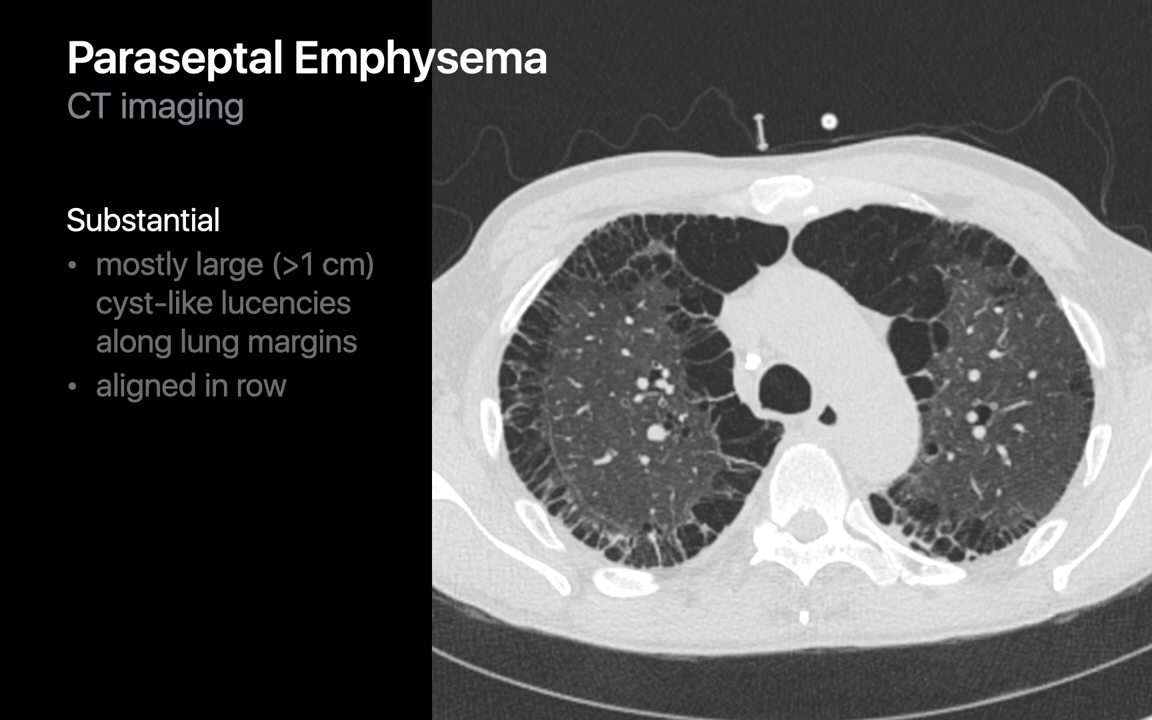 Paraseptal Emphysema
CT imaging
Substantial
• mostly large (>1 cm)
cyst-like lucencies
along lung margins
• aligned in row